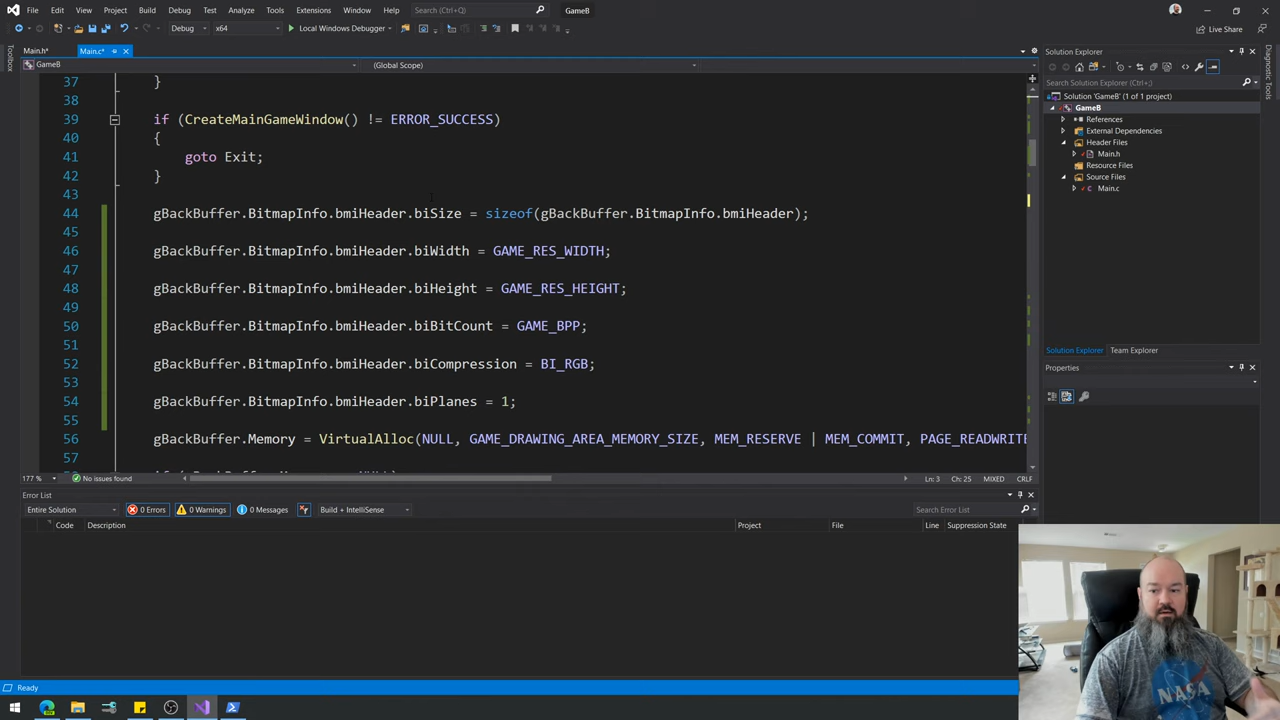 File Edit View Project Build Debug Test Analyze Tools Extensions Window Help Search (Ctrl+Q) GameB
Debug x64 Local Windows Debugger Live Share
Main.h* Main.c*
GameB (Global Scope)
Toolbox
37 }
38
39 if (CreateMainGameWindow() != ERROR_SUCCESS)
40 {
41 goto Exit;
42 }
43
44 gBackBuffer.BitmapInfo.bmiHeader.biSize = sizeof(gBackBuffer.BitmapInfo.bmiHeader);
45
46 gBackBuffer.BitmapInfo.bmiHeader.biWidth = GAME_RES_WIDTH;
47
48 gBackBuffer.BitmapInfo.bmiHeader.biHeight = GAME_RES_HEIGHT;
49
50 gBackBuffer.BitmapInfo.bmiHeader.biBitCount = GAME_BPP;
51
52 gBackBuffer.BitmapInfo.bmiHeader.biCompression = BI_RGB;
53
54 gBackBuffer.BitmapInfo.bmiHeader.biPlanes = 1;
55
56 gBackBuffer.Memory = VirtualAlloc(NULL, GAME_DRAWING_AREA_MEMORY_SIZE, MEM_RESERVE | MEM_COMMIT, PAGE_READWRITE
57
177 % No issues found Ln: 3 Ch: 25 MIXED CRLF
Error List
Entire Solution 0 Errors 0 Warnings 0 Messages Build + IntelliSense Search Error List
Code Description Project File Line Suppression State
Ready
Solution Explorer
Search Solution Explorer (Ctrl+;)
Solution 'GameB' (1 of 1 project)
GameB
References
External Dependencies
Header Files
Main.h
Resource Files
Source Files
Main.c
Solution Explorer Team Explorer
Properties
Diagnostic Tools
NASA